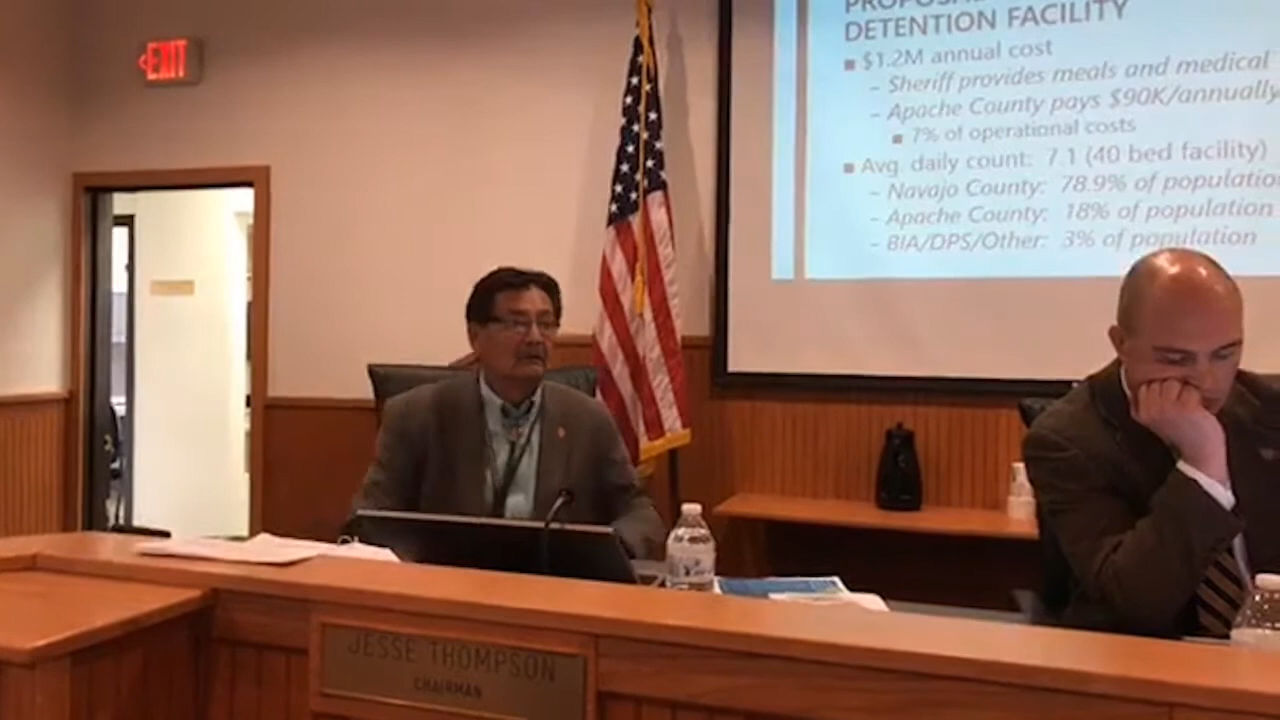 EXIT
DETENTION FACILITY
■ $1.2M annual cost
– Sheriff provides meals and medical
– Apache County pays $90K/annually
■ 7% of operational costs
■ Avg. daily count: 7.1 (40 bed facility)
– Navajo County: 78.9% of populatio
– Apache County: 18% of population
– BIA/DPS/Other: 3% of population
JESSE THOMPSON
CHAIRMAN